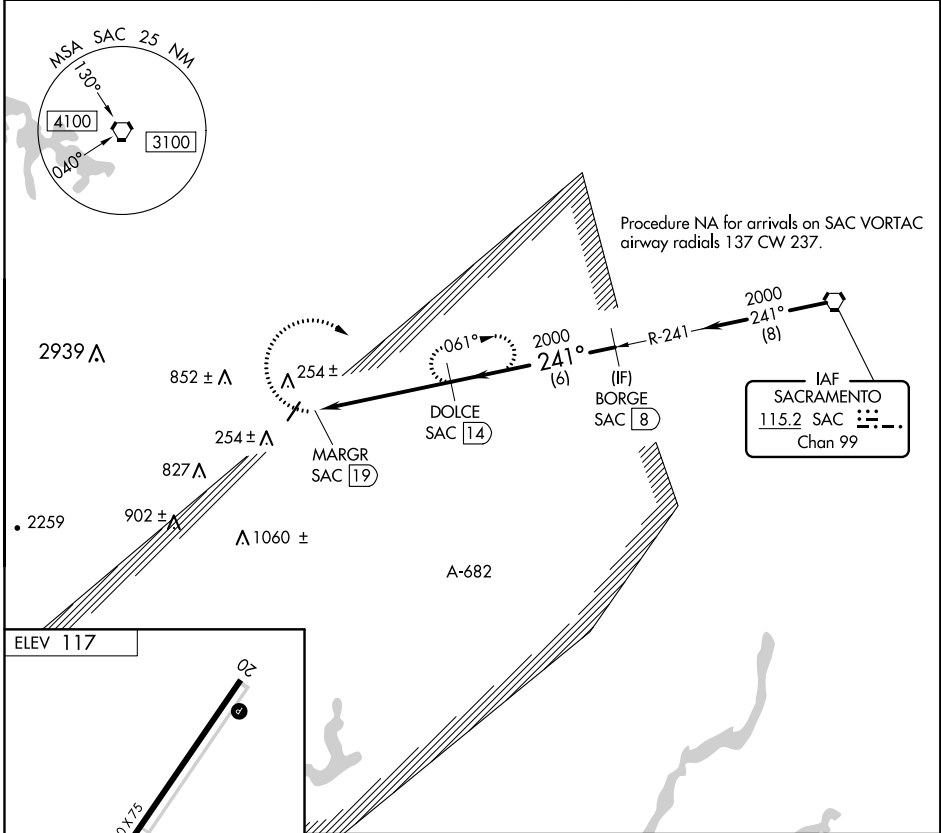 MSA SAC 25 NM
130°
4100
3100
040°
Procedure NA for arrivals on SAC VORTAC
airway radials 137 CW 237.
2000
241°
(8)
R-241
2000
241°
(6)
061°
(IF)
BORGE
SAC 8
IAF
SACRAMENTO
115.2 SAC
Chan 99
DOLCE
SAC 14
MARGR
SAC 19
2939
852 ±
254 ±
254 ±
827
902 ±
2259
1060 ±
A-682
ELEV 117
20
P
0 X 75